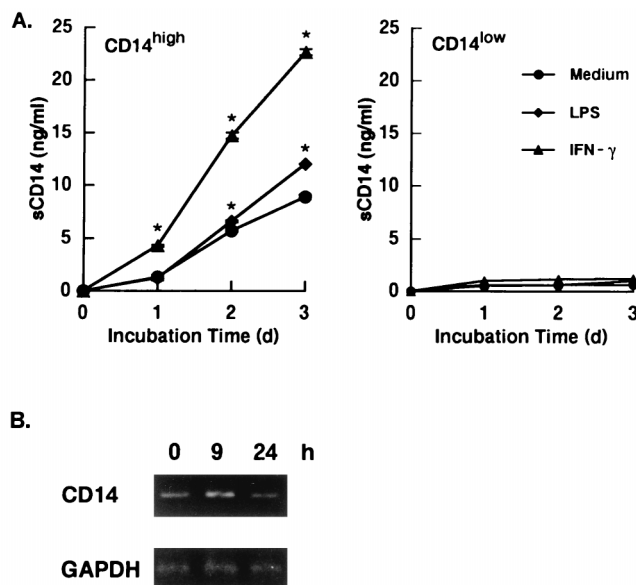 A.
CD14high
CD14low
sCD14 (ng/ml)
25
20
15
10
5
0
0 1 2 3
Incubation Time (d)
* * * * *
sCD14 (ng/ml)
25
20
15
10
5
0
0 1 2 3
Incubation Time (d)
Medium
LPS
IFN - γ
B.
0 9 24 h
CD14
GAPDH